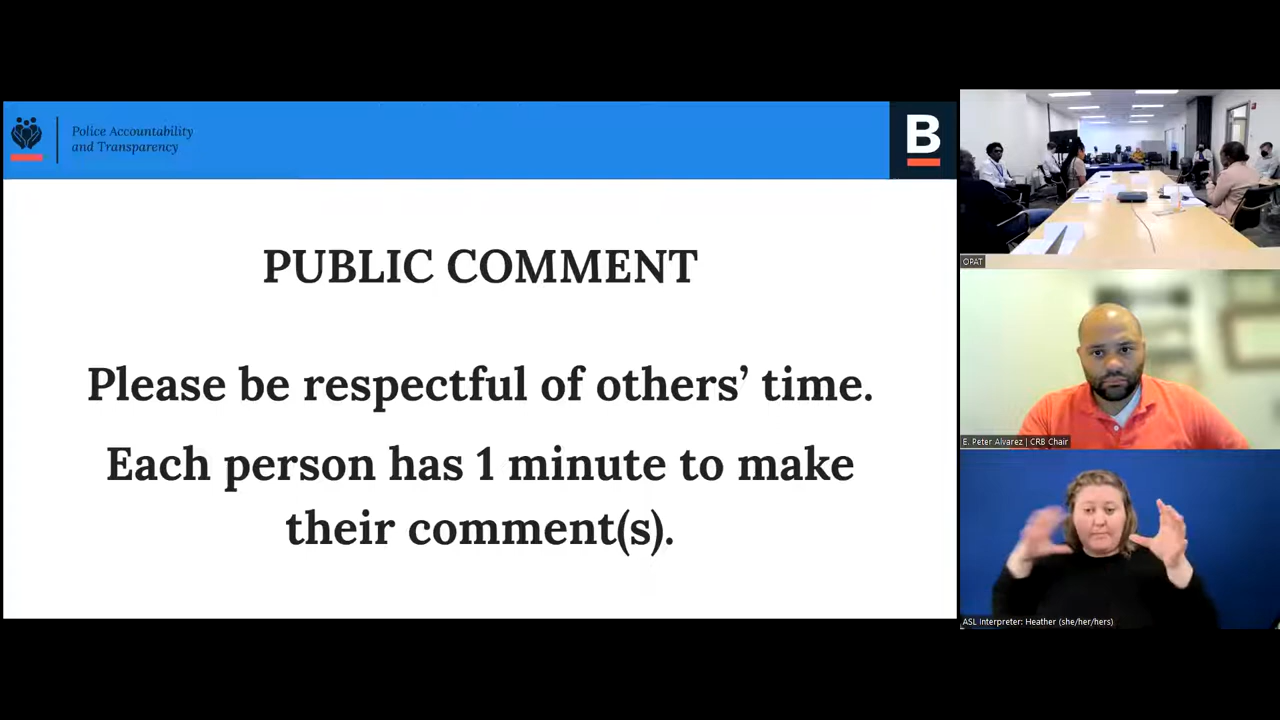 Police Accountability
and Transparency
B
PUBLIC COMMENT
Please be respectful of others’ time.
Each person has 1 minute to make
their comment(s).
OPAT
E. Peter Alvarez | CRB Chair
ASL Interpreter: Heather (she/her/hers)